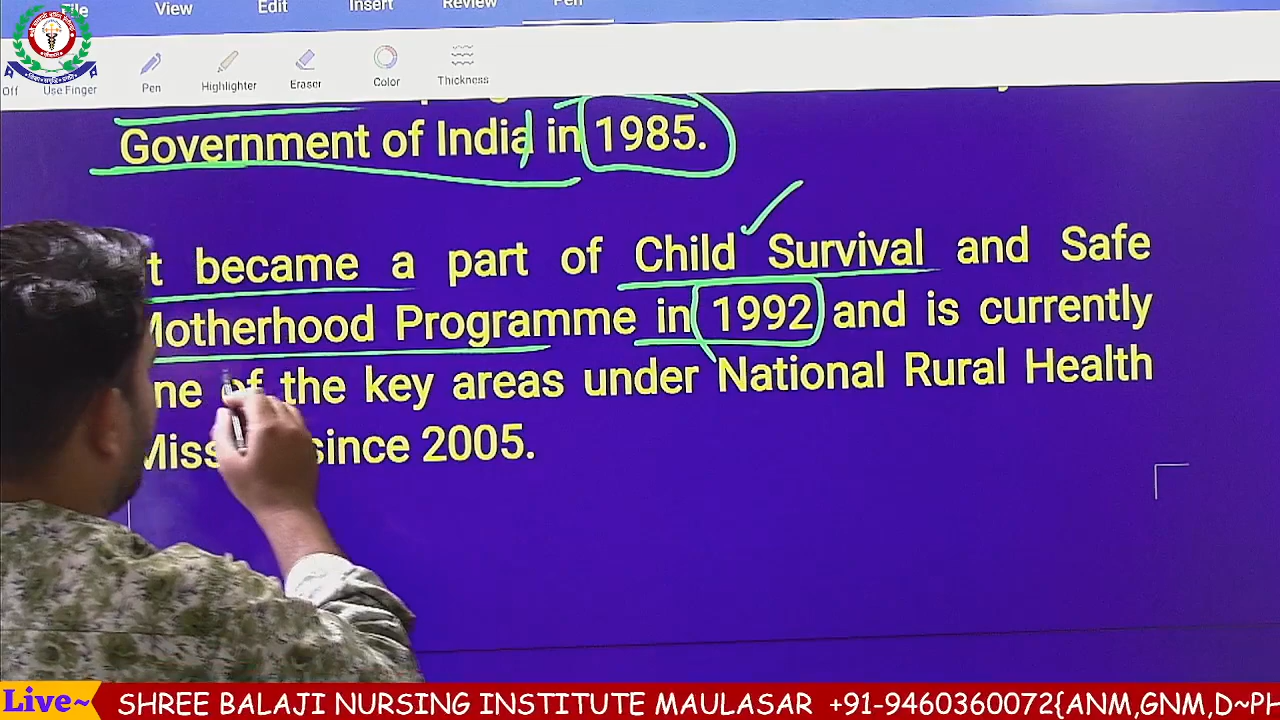 File View Edit Insert Review Pen
Off Use Finger Pen Highlighter Eraser Color Thickness
Government of India in 1985.
t became a part of Child Survival and Safe
Motherhood Programme in 1992 and is currently
ne of the key areas under National Rural Health
Miss since 2005.
Live~ SHREE BALAJI NURSING INSTITUTE MAULASAR +91-9460360072{ANM,GNM,D~PH